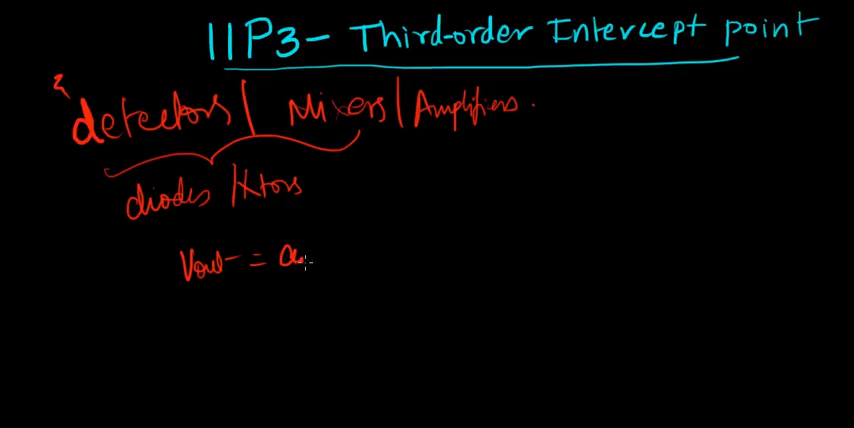 IIP3 - Third-order Intercept point
detectors / Mixers / Amplifiers.
diodes / Xtors
Vout = a